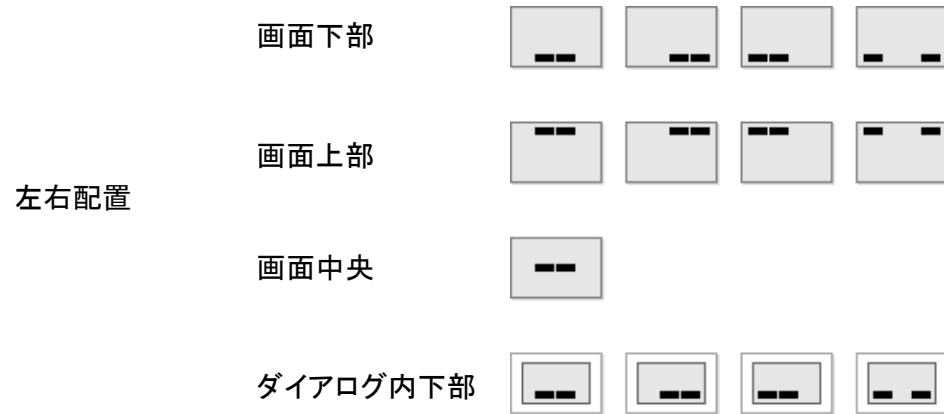 画面下部
画面上部
左右配置
画面中央
ダイアログ内下部